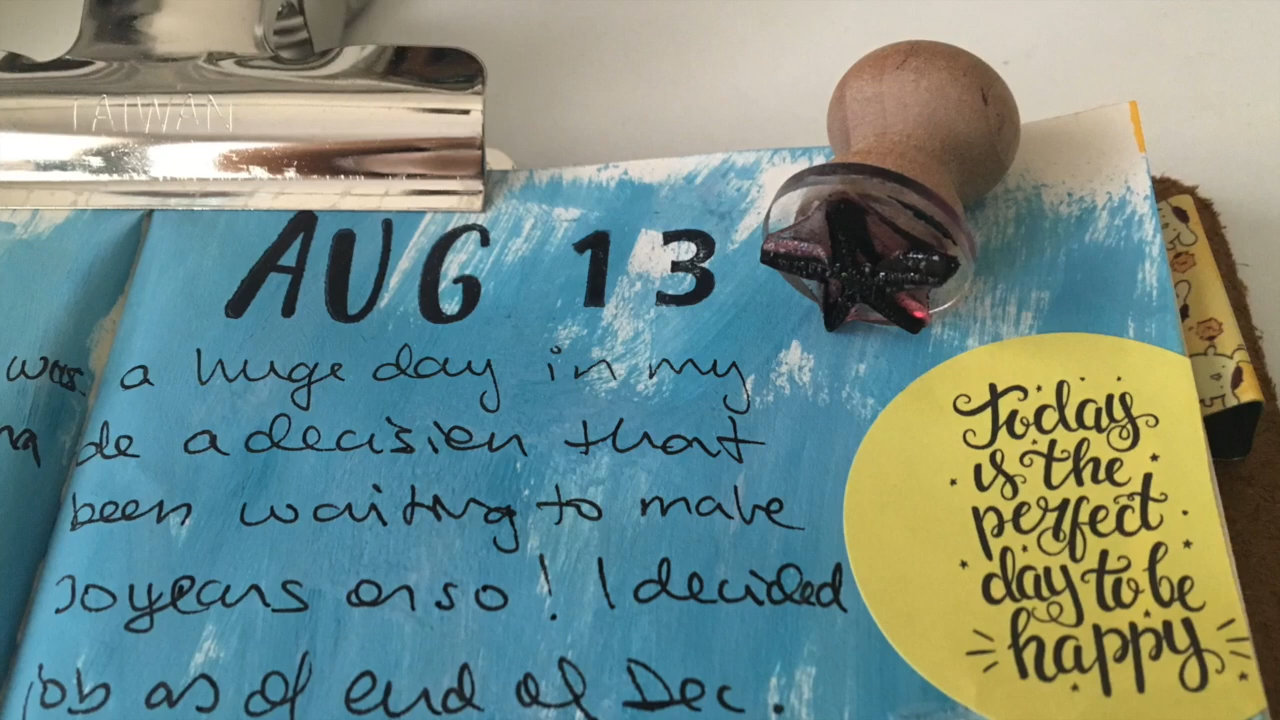 TAIWAN
AUG 13
was a huge day in my
de a decision that
been waiting to make
years or so! I decided
job as of end of Dec.
Today
is the
perfect
day to be
happy